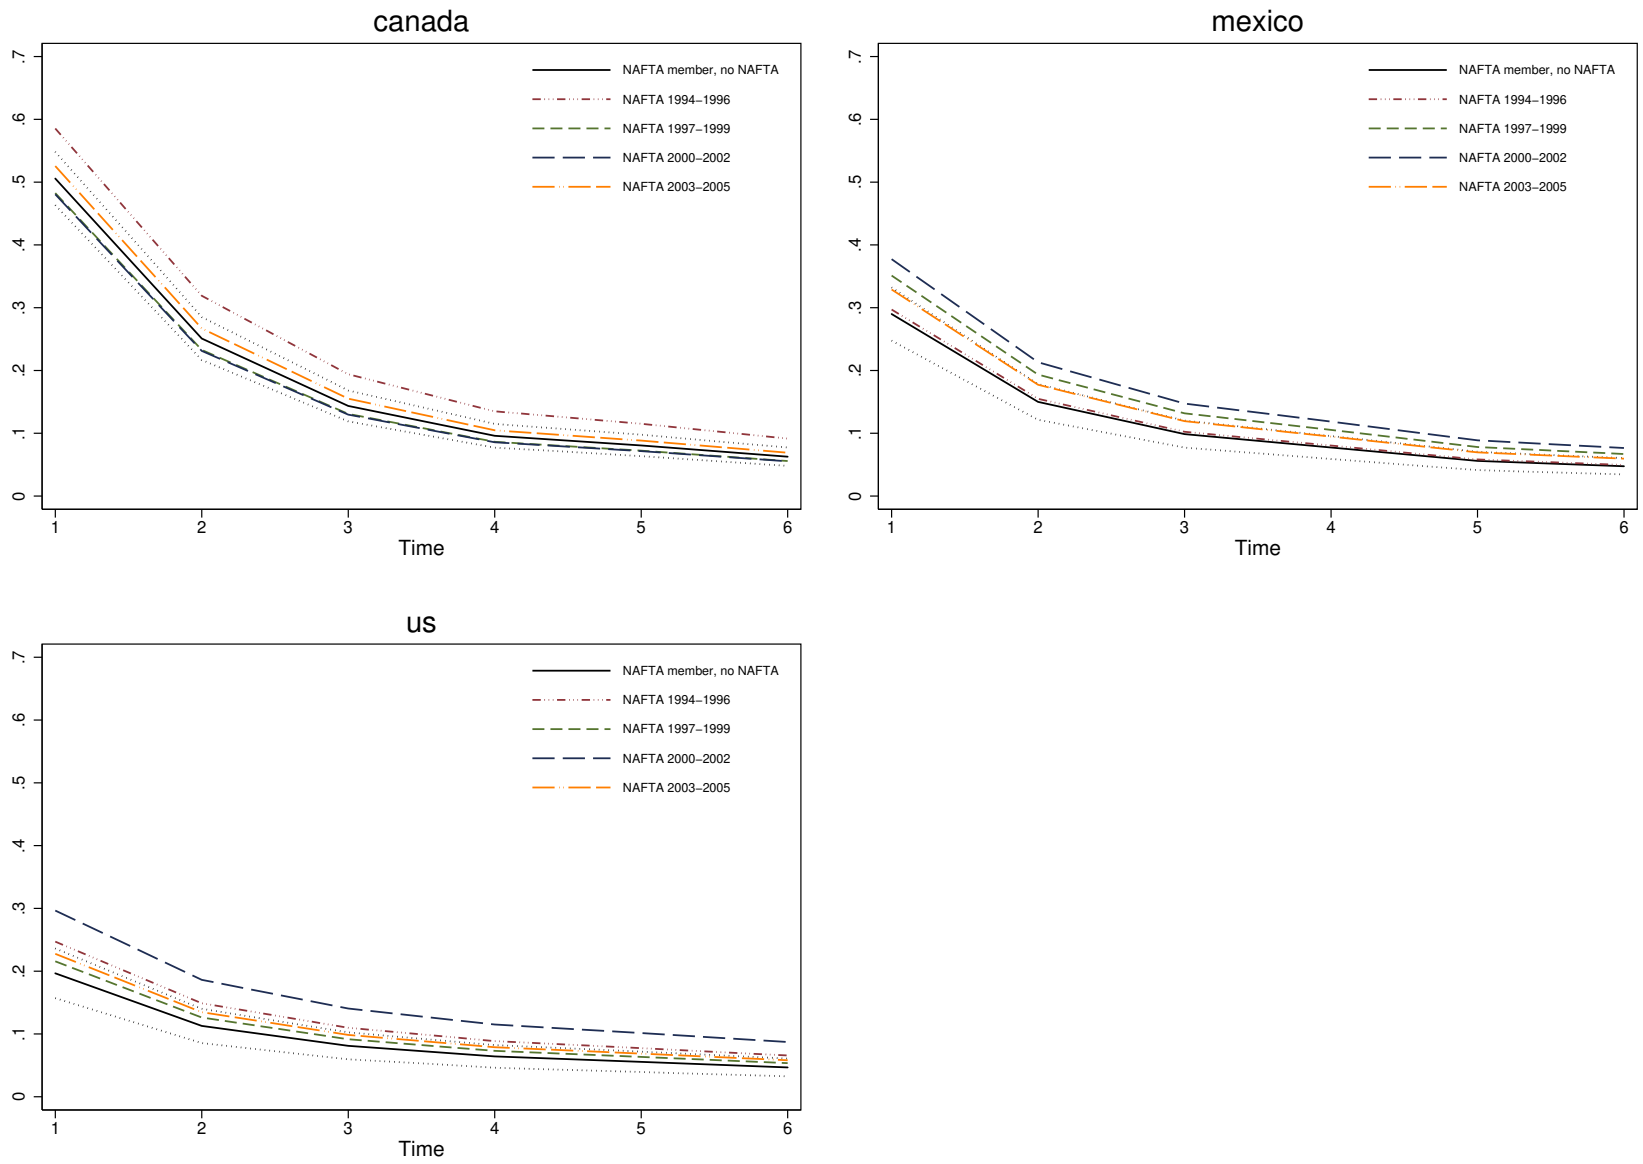 canada
.7
.6
.5
.4
.3
.2
.1
0
NAFTA member, no NAFTA
NAFTA 1994−1996
NAFTA 1997−1999
NAFTA 2000−2002
NAFTA 2003−2005
1 2 3 4 5 6
Time
mexico
.7
.6
.5
.4
.3
.2
.1
0
NAFTA member, no NAFTA
NAFTA 1994−1996
NAFTA 1997−1999
NAFTA 2000−2002
NAFTA 2003−2005
1 2 3 4 5 6
Time
us
.7
.6
.5
.4
.3
.2
.1
0
NAFTA member, no NAFTA
NAFTA 1994−1996
NAFTA 1997−1999
NAFTA 2000−2002
NAFTA 2003−2005
1 2 3 4 5 6
Time